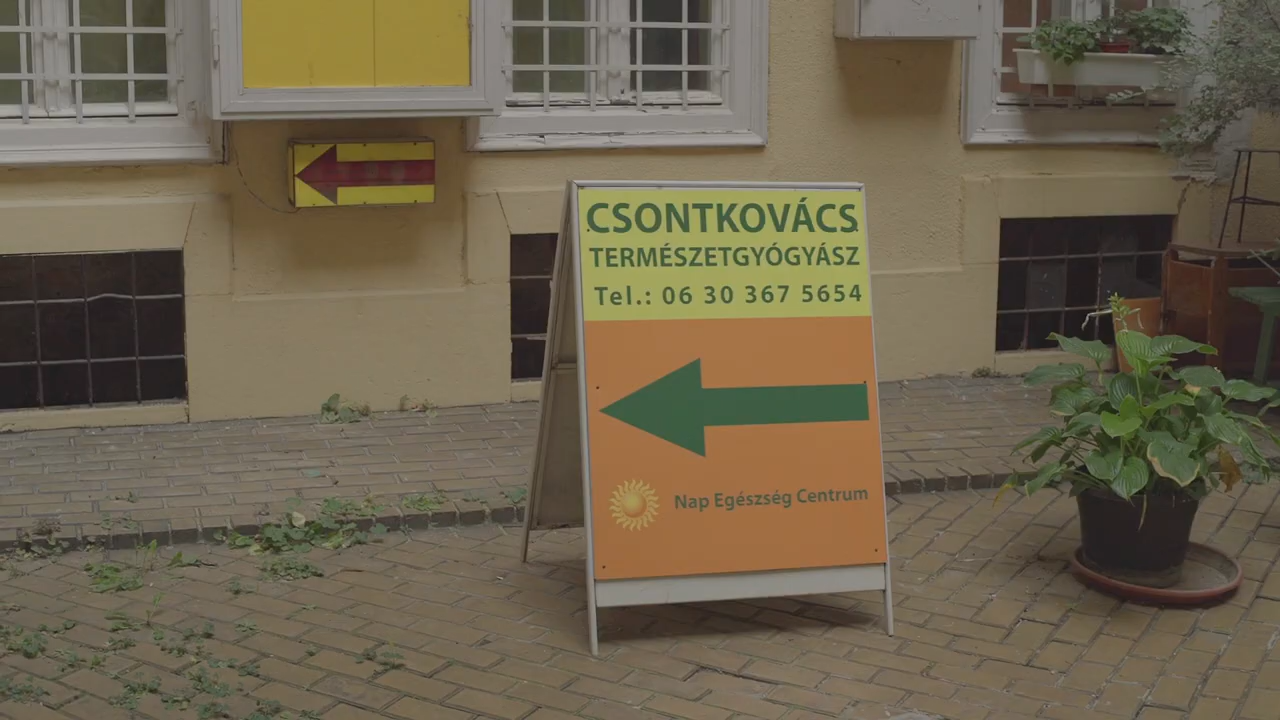 CSONTKOVÁCS
TERMÉSZETGYÓGYÁSZ
Tel.: 06 30 367 5654
Nap Egészség Centrum